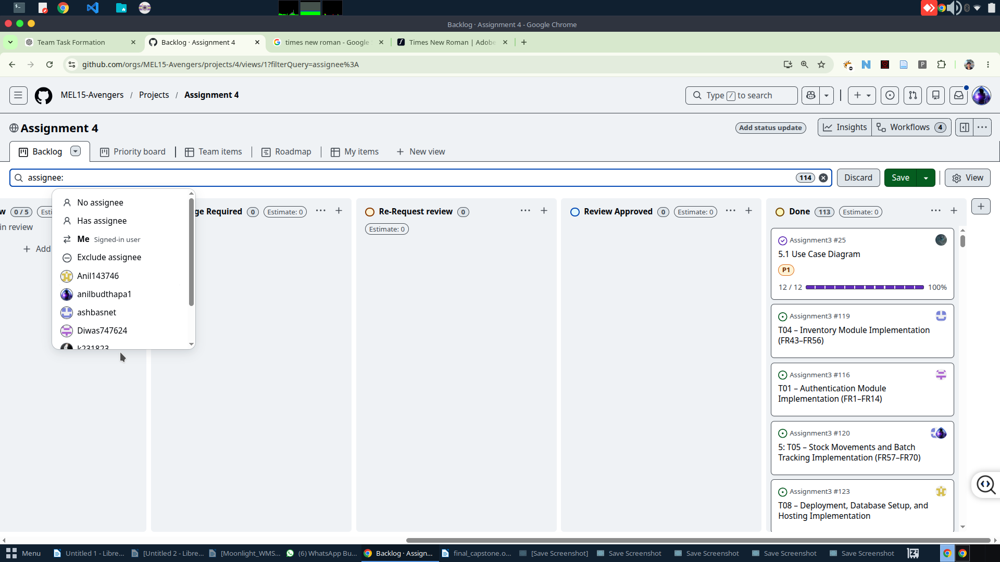 Backlog · Assignment 4 - Google Chrome
Team Task Formation
Backlog · Assignment 4
times new roman - Google
Times New Roman | Adobe
github.com/orgs/MEL15-Avengers/projects/4/views/1?filterQuery=assignee%3A
MEL15-Avengers / Projects / Assignment 4
Type / to search
Assignment 4
Add status update
Insights
Workflows 4
Backlog
Priority board
Team items
Roadmap
My items
New view
assignee:
114
Discard
Save
View
No assignee
Has assignee
Me Signed-in user
Exclude assignee
Anil143746
anilbudthapa1
ashbasnet
Diwas747624
k231823
w 0 / 5 Esti
in review
Add
ge Required 0 Estimate: 0
Re-Request review 0
Estimate: 0
Review Approved 0 Estimate: 0
Done 113 Estimate: 0
Assignment3 #25
5.1 Use Case Diagram
P1
12 / 12 100%
Assignment3 #119
T04 – Inventory Module Implementation
(FR43–FR56)
Assignment3 #116
T01 – Authentication Module
Implementation (FR1–FR14)
Assignment3 #120
5: T05 – Stock Movements and Batch
Tracking Implementation (FR57–FR70)
Assignment3 #123
T08 – Deployment, Database Setup, and
Hosting Implementation
Menu
Untitled 1 - Libre...
[Untitled 2 - Libre...
[Moonlight_WMS...
(6) WhatsApp Bu...
Backlog · Assign...
final_capstone.o...
[Save Screenshot]
Save Screenshot
Save Screenshot
Save Screenshot
Save Screenshot